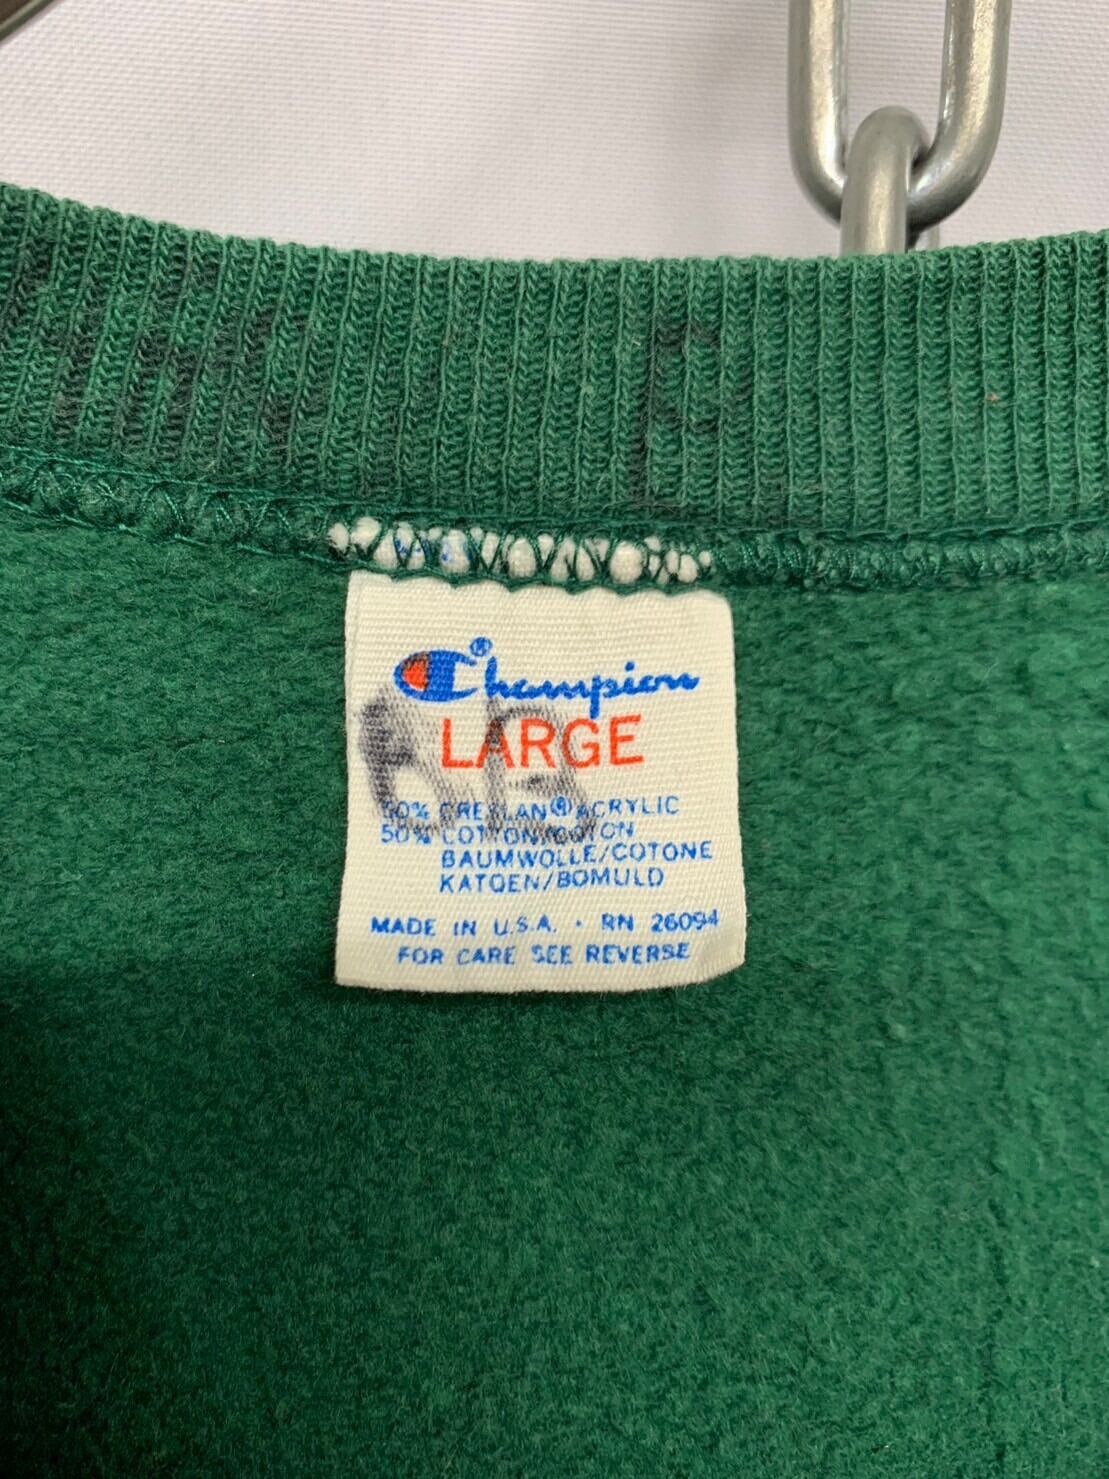 Champion®
LARGE
50% CRESLAN® ACRYLIC
50% COTTON/COTON
BAUMWOLLE/COTONE
KATOEN/BOMULD
MADE IN U.S.A. · RN 26094
FOR CARE SEE REVERSE